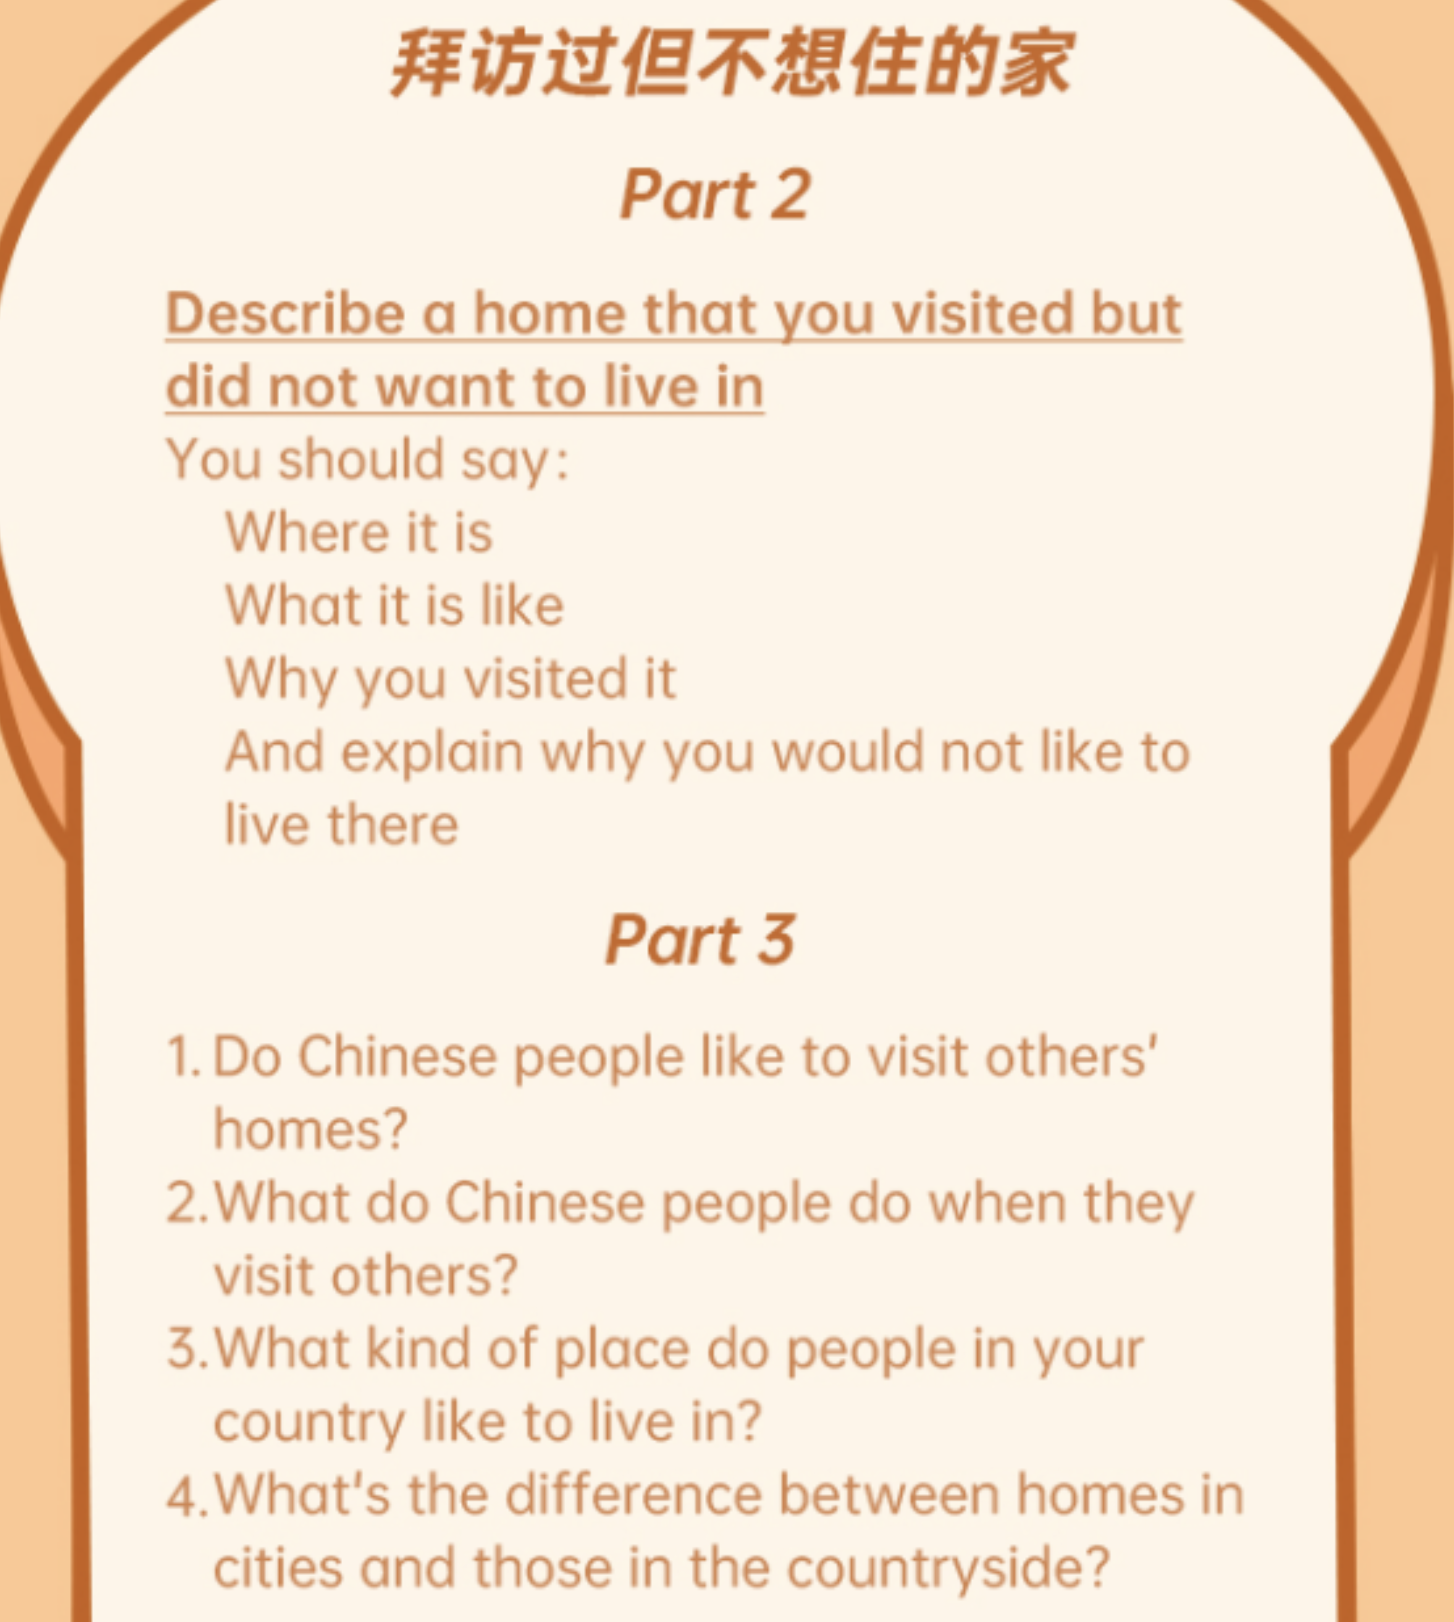 拜访过但不想住的家
Part 2
Describe a home that you visited but
did not want to live in
You should say:
Where it is
What it is like
Why you visited it
And explain why you would not like to
live there
Part 3
1. Do Chinese people like to visit others'
homes?
2.What do Chinese people do when they
visit others?
3.What kind of place do people in your
country like to live in?
4.What's the difference between homes in
cities and those in the countryside?